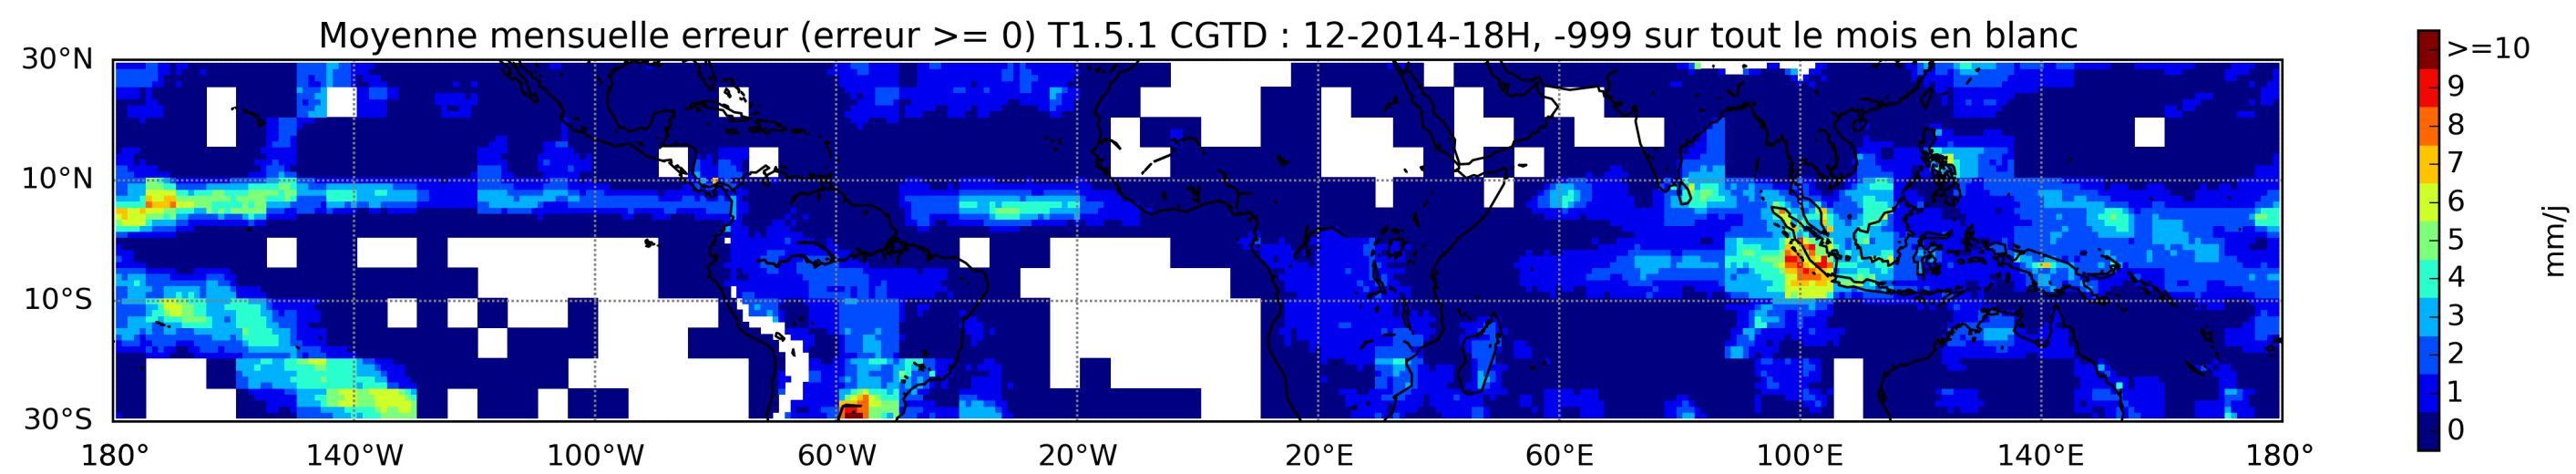 Moyenne mensuelle erreur (erreur >= 0) T1.5.1 CGTD : 12-2014-18H, -999 sur tout le mois en blanc
30°N
10°N
10°S
30°S
180° 140°W 100°W 60°W 20°W 20°E 60°E 100°E 140°E 180°
>=10
9
8
7
6
5
4
3
2
1
0
mm/j